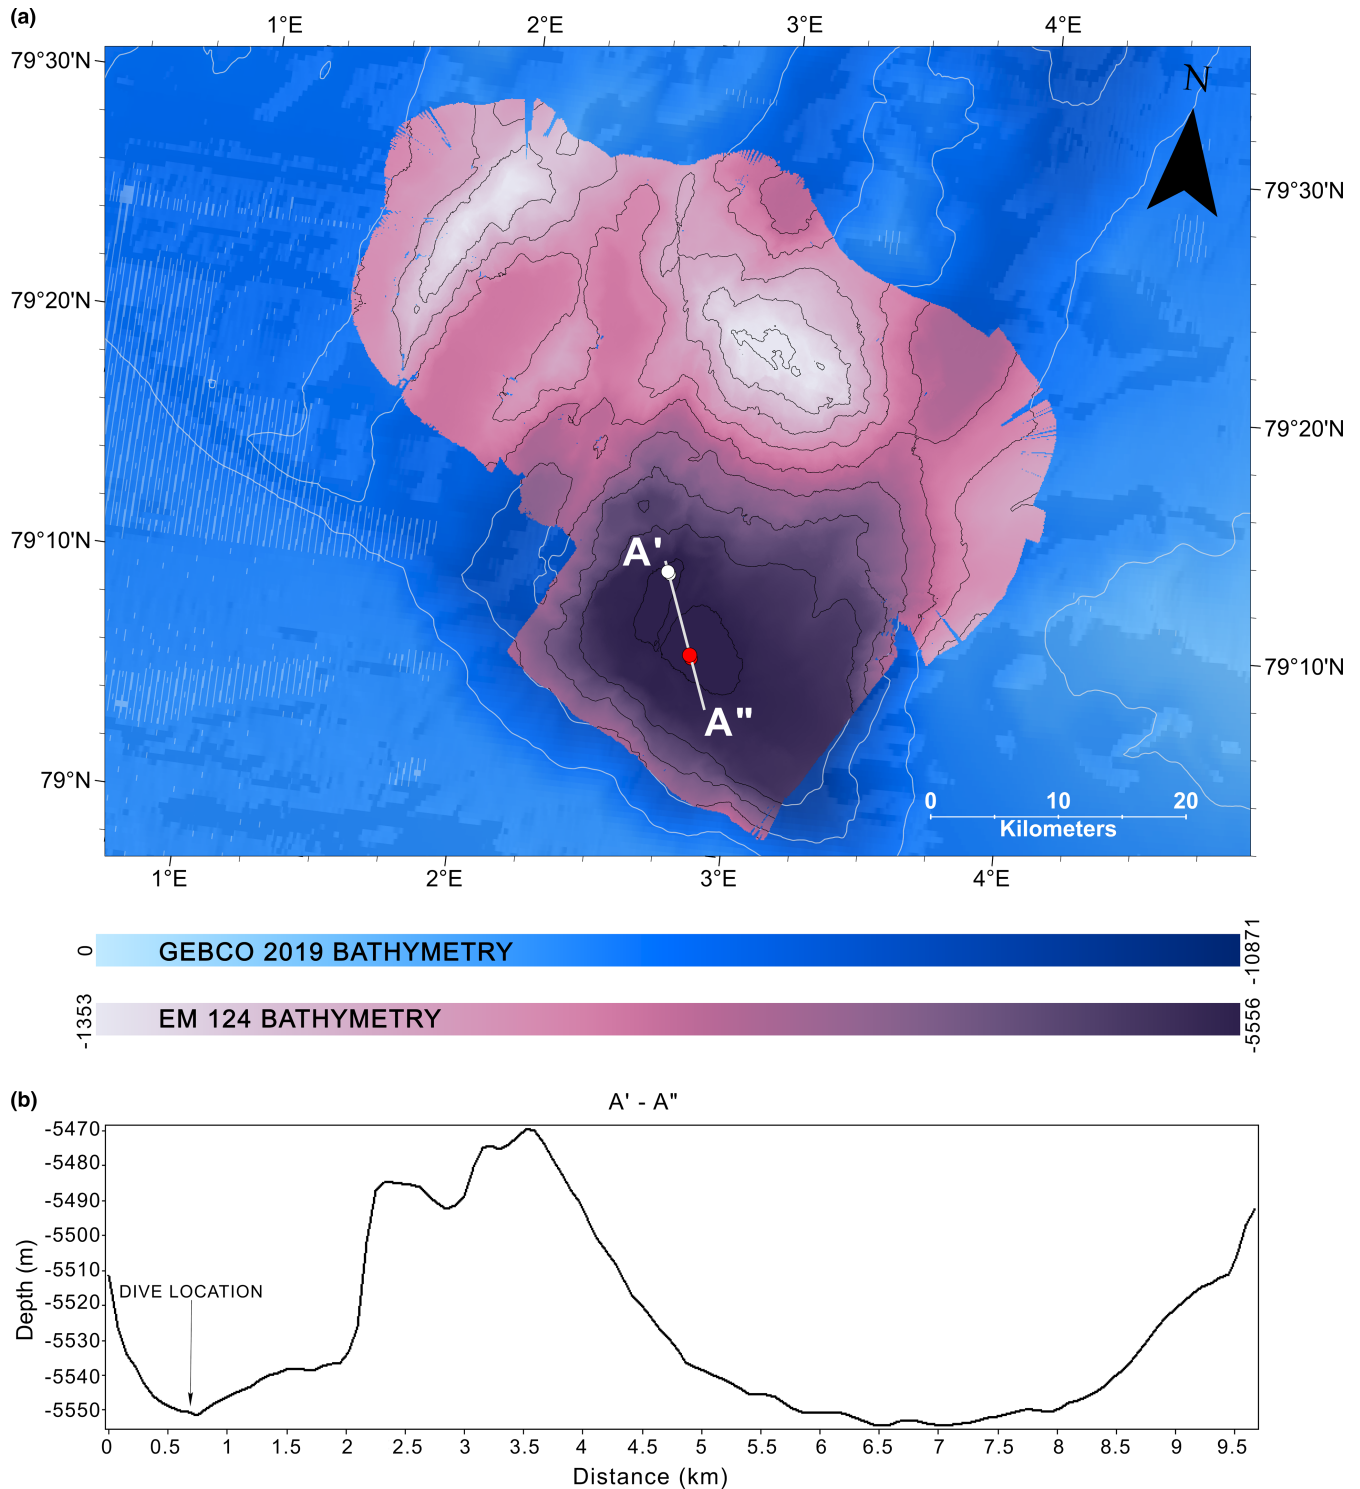 (a)
1°E 2°E 3°E 4°E
79°30'N
N
79°30'N
79°20'N
79°20'N
79°10'N
A'
79°10'N
A"
79°N
0 10 20
Kilometers
1°E 2°E 3°E 4°E
0 GEBCO 2019 BATHYMETRY -10871
-1353 EM 124 BATHYMETRY -5556
(b)
A' - A"
Depth (m)
-5470
-5480
-5490
-5500
-5510
-5520
-5530
-5540
-5550
DIVE LOCATION
0 0.5 1 1.5 2 2.5 3 3.5 4 4.5 5 5.5 6 6.5 7 7.5 8 8.5 9 9.5
Distance (km)